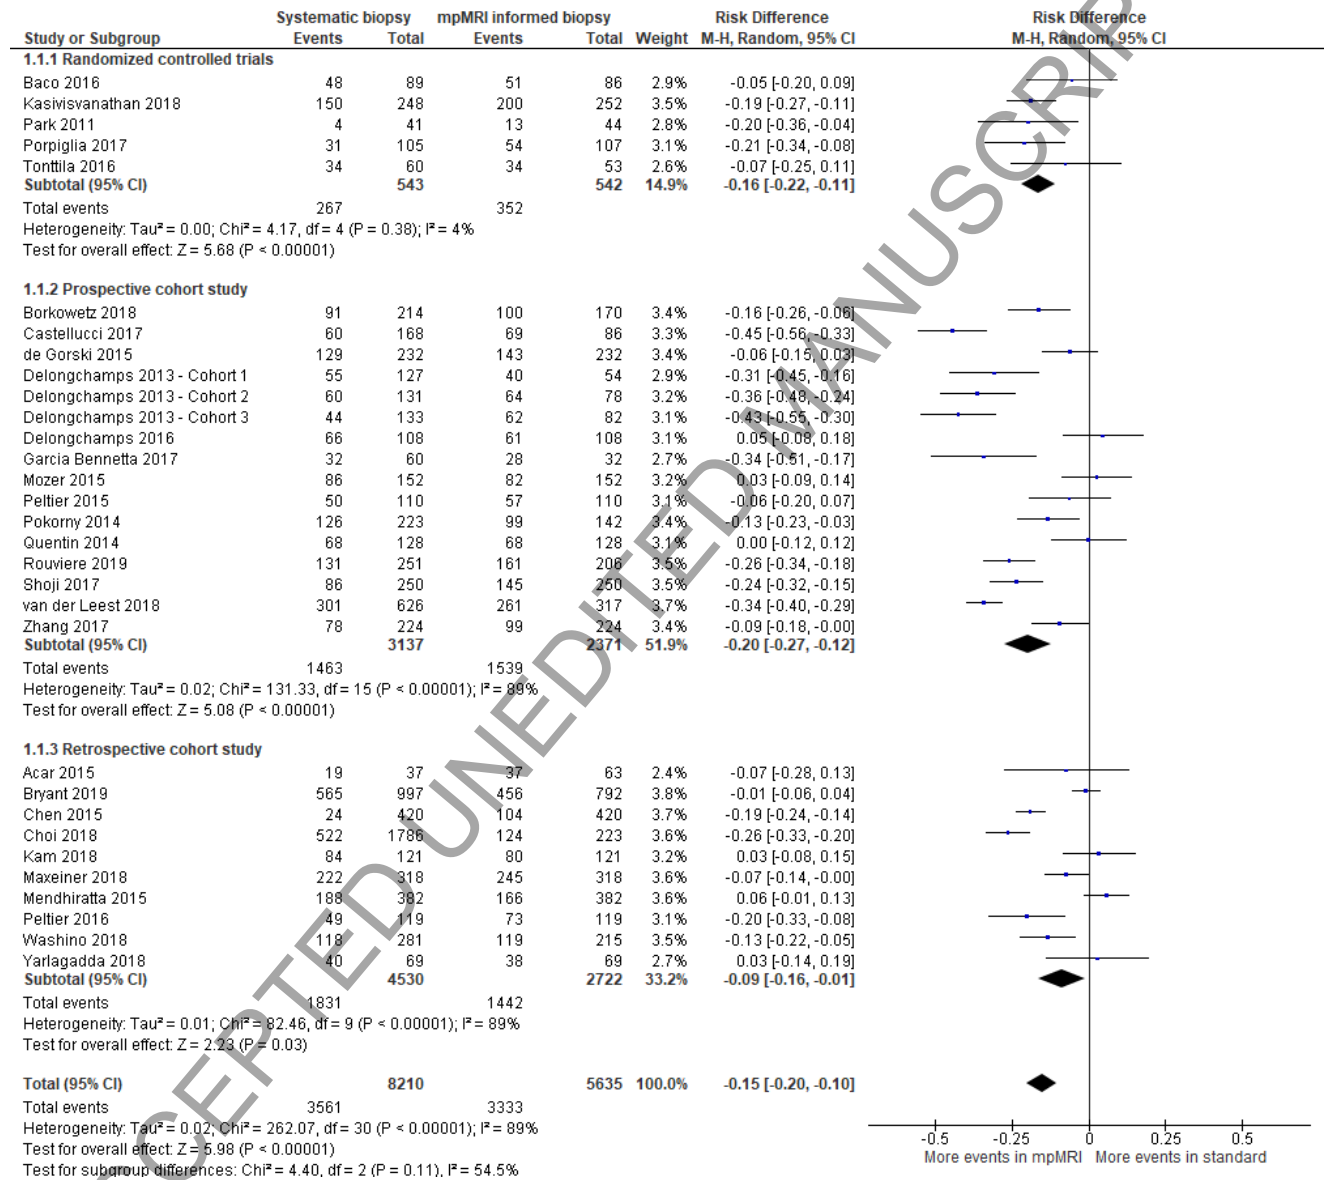 Systematic biopsy mpMRI informed biopsy Risk Difference Risk Difference
Study or Subgroup Events Total Events Total Weight M-H, Random, 95% CI M-H, Random, 95% CI
1.1.1 Randomized controlled trials
Baco 2016 48 89 51 86 2.9% -0.05 [-0.20, 0.09]
Kasivisvanathan 2018 150 248 200 252 3.5% -0.19 [-0.27, -0.11]
Park 2011 4 41 13 44 2.8% -0.20 [-0.36, -0.04]
Porpiglia 2017 31 105 54 107 3.1% -0.21 [-0.34, -0.08]
Tonttila 2016 34 60 34 53 2.6% -0.07 [-0.25, 0.11]
Subtotal (95% CI) 543 542 14.9% -0.16 [-0.22, -0.11]
Total events 267 352
Heterogeneity: Tau² = 0.00; Chi² = 4.17, df = 4 (P = 0.38); I² = 4%
Test for overall effect: Z = 5.68 (P < 0.00001)
1.1.2 Prospective cohort study
Borkowetz 2018 91 214 100 170 3.4% -0.16 [-0.26, -0.06]
Castellucci 2017 60 168 69 86 3.3% -0.45 [-0.56, -0.33]
de Gorski 2015 129 232 143 232 3.4% -0.06 [-0.15, 0.03]
Delongchamps 2013 - Cohort 1 55 127 40 54 2.9% -0.31 [-0.45, -0.16]
Delongchamps 2013 - Cohort 2 60 131 64 78 3.2% -0.36 [-0.48, -0.24]
Delongchamps 2013 - Cohort 3 44 133 62 82 3.1% -0.43 [-0.55, -0.30]
Delongchamps 2016 66 108 61 108 3.1% 0.05 [-0.08, 0.18]
Garcia Bennetta 2017 32 60 28 32 2.7% -0.34 [-0.51, -0.17]
Mozer 2015 86 152 82 152 3.2% 0.03 [-0.09, 0.14]
Peltier 2015 50 110 57 110 3.1% -0.06 [-0.20, 0.07]
Pokorny 2014 126 223 99 142 3.4% -0.13 [-0.23, -0.03]
Quentin 2014 68 128 68 128 3.1% 0.00 [-0.12, 0.12]
Rouviere 2019 131 251 161 206 3.5% -0.26 [-0.34, -0.18]
Shoji 2017 86 250 145 250 3.5% -0.24 [-0.32, -0.15]
van der Leest 2018 301 626 261 317 3.7% -0.34 [-0.40, -0.29]
Zhang 2017 78 224 99 224 3.4% -0.09 [-0.18, -0.00]
Subtotal (95% CI) 3137 2371 51.9% -0.20 [-0.27, -0.12]
Total events 1463 1539
Heterogeneity: Tau² = 0.02; Chi² = 131.33, df = 15 (P < 0.00001); I² = 89%
Test for overall effect: Z = 5.08 (P < 0.00001)
1.1.3 Retrospective cohort study
Acar 2015 19 37 37 63 2.4% -0.07 [-0.28, 0.13]
Bryant 2019 565 997 456 792 3.8% -0.01 [-0.06, 0.04]
Chen 2015 24 420 104 420 3.7% -0.19 [-0.24, -0.14]
Choi 2018 522 1786 124 223 3.6% -0.26 [-0.33, -0.20]
Kam 2018 84 121 80 121 3.2% 0.03 [-0.08, 0.15]
Maxeiner 2018 222 318 245 318 3.6% -0.07 [-0.14, -0.00]
Mendhiratta 2015 188 382 166 382 3.6% 0.06 [-0.01, 0.13]
Peltier 2016 49 119 73 119 3.1% -0.20 [-0.33, -0.08]
Washino 2018 118 281 119 215 3.5% -0.13 [-0.22, -0.05]
Yarlagadda 2018 40 69 38 69 2.7% 0.03 [-0.14, 0.19]
Subtotal (95% CI) 4530 2722 33.2% -0.09 [-0.16, -0.01]
Total events 1831 1442
Heterogeneity: Tau² = 0.01; Chi² = 82.46, df = 9 (P < 0.00001); I² = 89%
Test for overall effect: Z = 2.23 (P = 0.03)
Total (95% CI) 8210 5635 100.0% -0.15 [-0.20, -0.10]
Total events 3561 3333
Heterogeneity: Tau² = 0.02; Chi² = 262.07, df = 30 (P < 0.00001); I² = 89%
Test for overall effect: Z = 5.98 (P < 0.00001)
Test for subgroup differences: Chi² = 4.40, df = 2 (P = 0.11), I² = 54.5%
-0.5 -0.25 0 0.25 0.5
More events in mpMRI More events in standard
CCEPTED UNEDITED MANUSCRIP